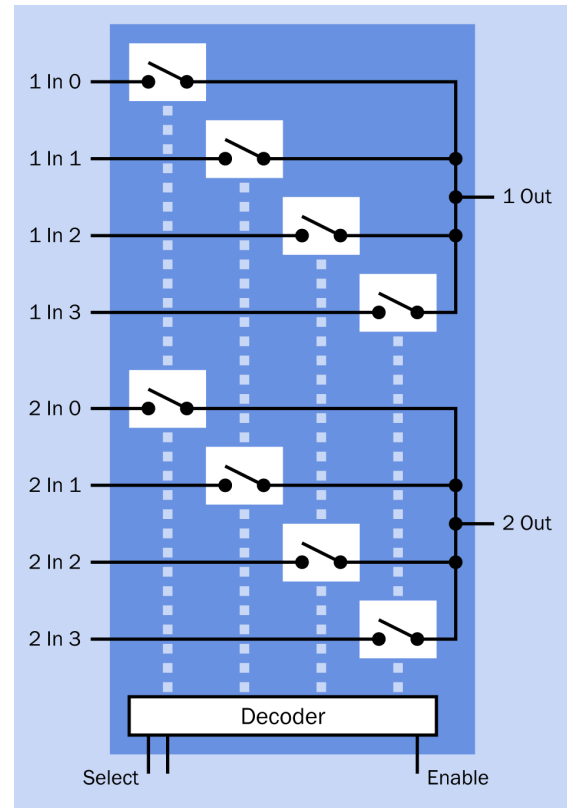 1 In 0
1 In 1
1 Out
1 In 2
1 In 3
2 In 0
2 In 1
2 Out
2 In 2
2 In 3
Decoder
Select
Enable